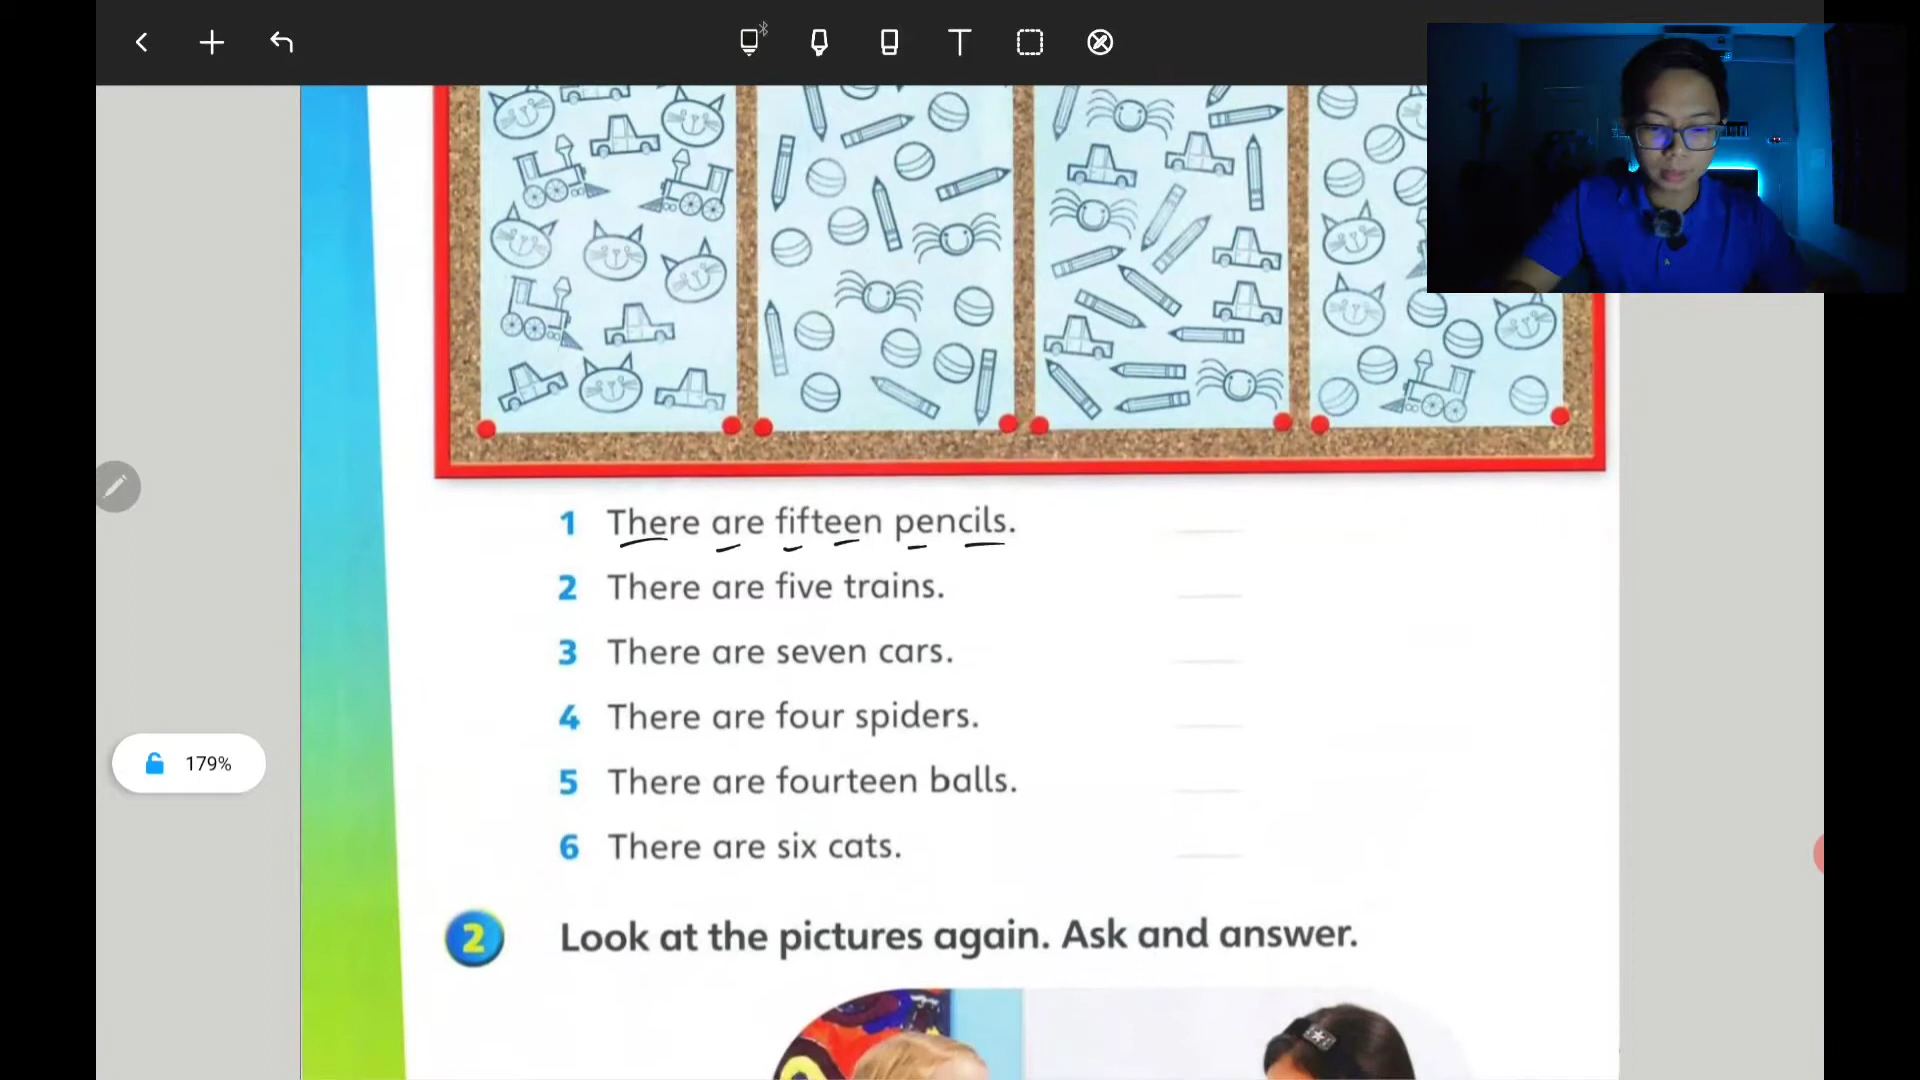 1 There are fifteen pencils.
2 There are five trains.
3 There are seven cars.
4 There are four spiders.
179%
5 There are fourteen balls.
6 There are six cats.
2 Look at the pictures again. Ask and answer.